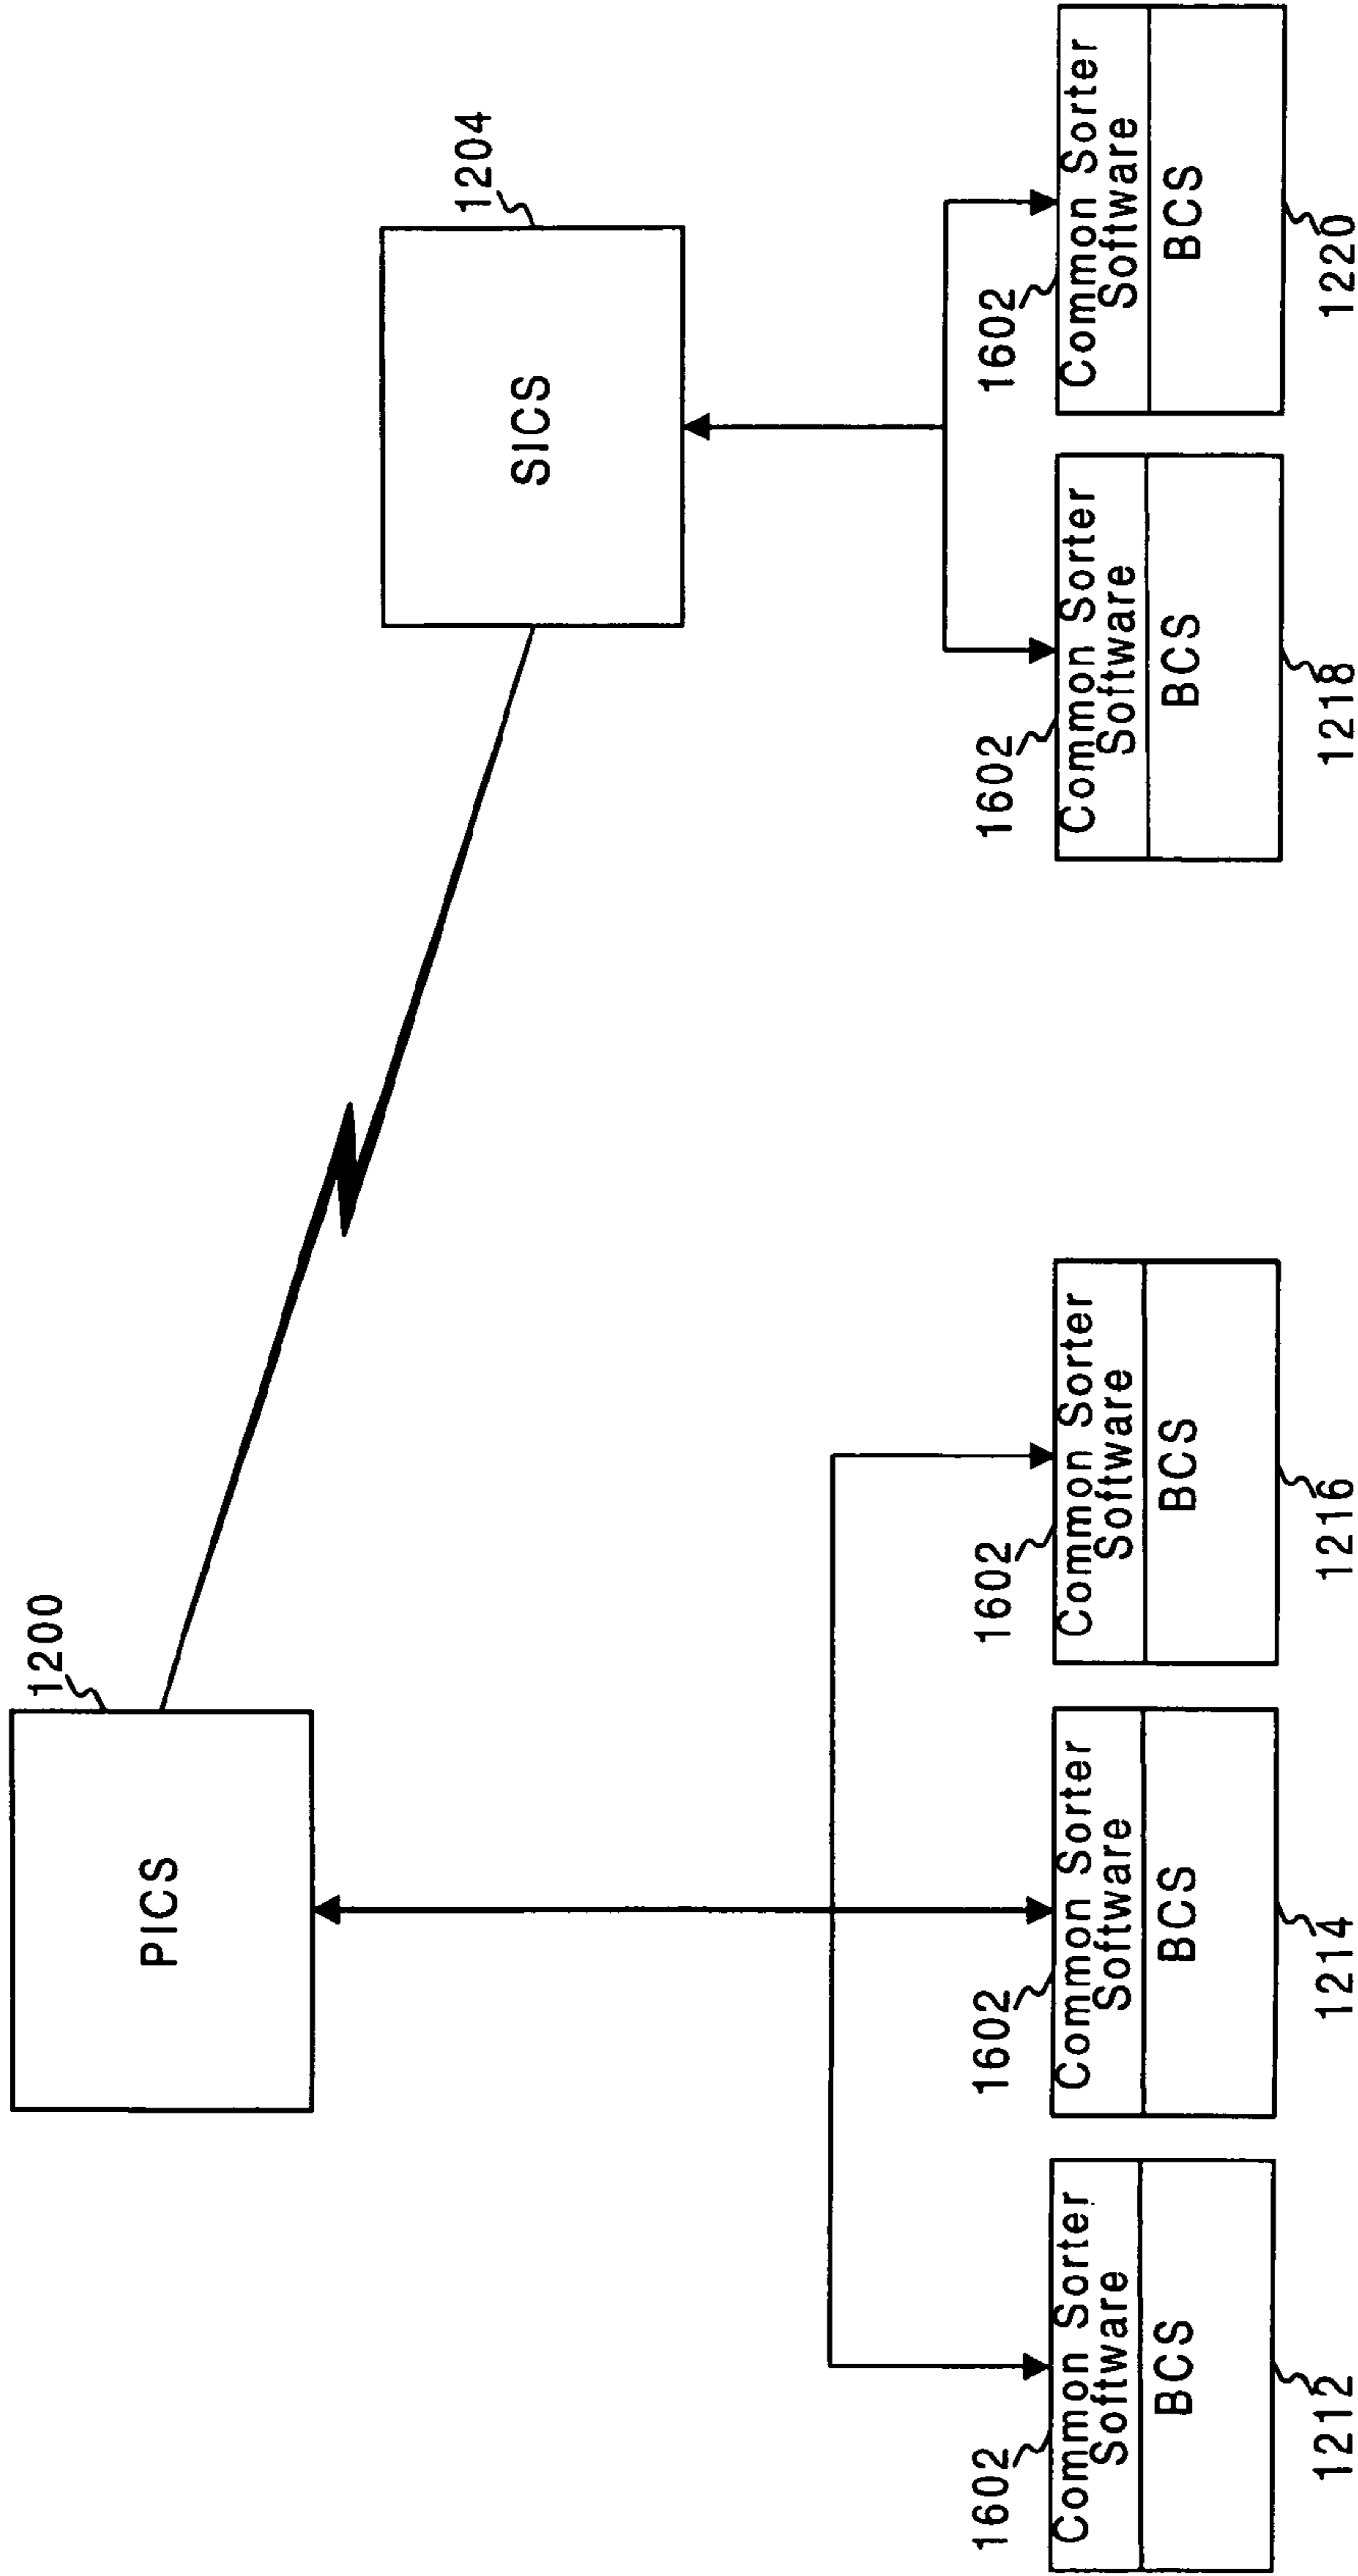 1200
PICS
1204
SICS
1602
Common Sorter
Software
BCS
1212
1602
Common Sorter
Software
BCS
1214
1602
Common Sorter
Software
BCS
1216
1602
Common Sorter
Software
BCS
1218
1602
Common Sorter
Software
BCS
1220